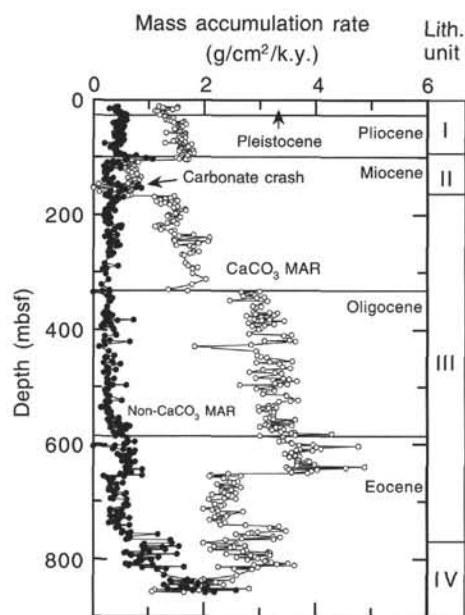 Mass accumulation rate
(g/cm²/k.y.)
Lith.
unit
0 2 4 6
0
200
400
600
800
Depth (mbsf)
Pleistocene
Pliocene
I
Carbonate crash
Miocene
II
CaCO₃ MAR
Oligocene
III
Non-CaCO₃ MAR
Eocene
IV